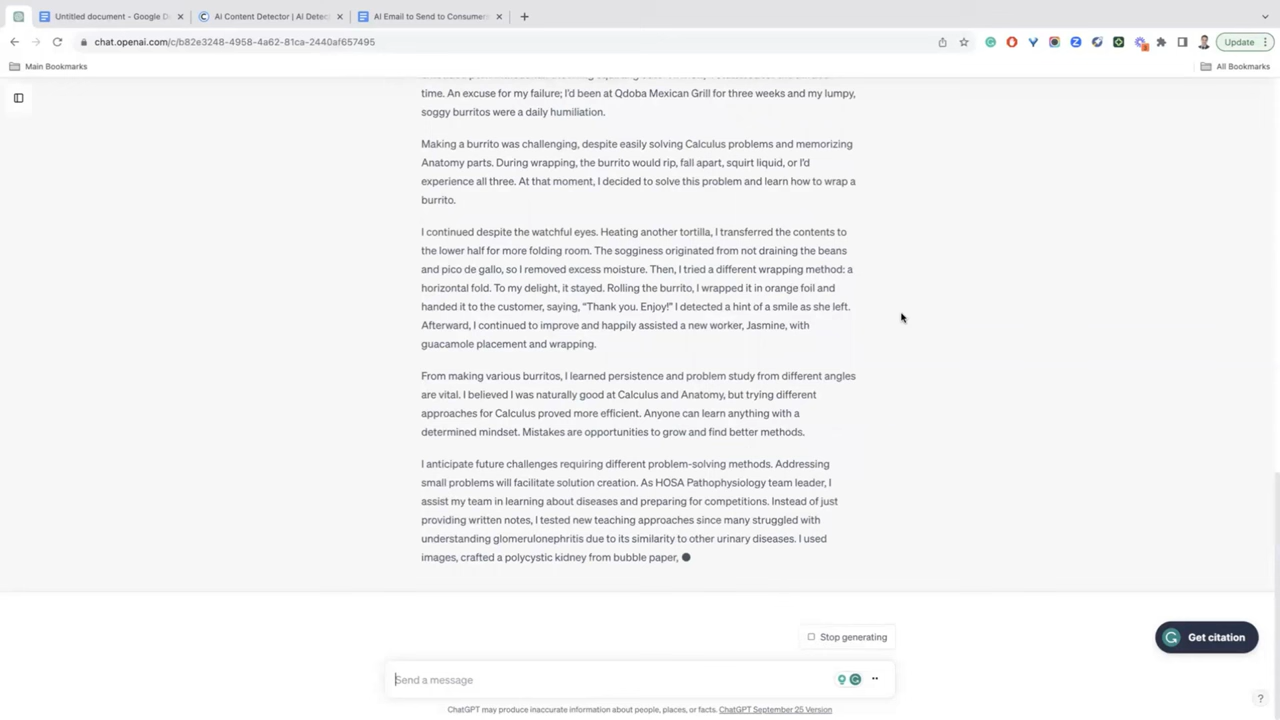 Untitled document - Google D
AI Content Detector | AI Detec
AI Email to Send to Consumers
chat.openai.com/c/b82e3248-4958-4a62-81ca-2440af657495
Update
Main Bookmarks
All Bookmarks
time. An excuse for my failure; I'd been at Qdoba Mexican Grill for three weeks and my lumpy,
soggy burritos were a daily humiliation.
Making a burrito was challenging, despite easily solving Calculus problems and memorizing
Anatomy parts. During wrapping, the burrito would rip, fall apart, squirt liquid, or I'd
experience all three. At that moment, I decided to solve this problem and learn how to wrap a
burrito.
I continued despite the watchful eyes. Heating another tortilla, I transferred the contents to
the lower half for more folding room. The sogginess originated from not draining the beans
and pico de gallo, so I removed excess moisture. Then, I tried a different wrapping method: a
horizontal fold. To my delight, it stayed. Rolling the burrito, I wrapped it in orange foil and
handed it to the customer, saying, “Thank you. Enjoy!” I detected a hint of a smile as she left.
Afterward, I continued to improve and happily assisted a new worker, Jasmine, with
guacamole placement and wrapping.
From making various burritos, I learned persistence and problem study from different angles
are vital. I believed I was naturally good at Calculus and Anatomy, but trying different
approaches for Calculus proved more efficient. Anyone can learn anything with a
determined mindset. Mistakes are opportunities to grow and find better methods.
I anticipate future challenges requiring different problem-solving methods. Addressing
small problems will facilitate solution creation. As HOSA Pathophysiology team leader, I
assist my team in learning about diseases and preparing for competitions. Instead of just
providing written notes, I tested new teaching approaches since many struggled with
understanding glomerulonephritis due to its similarity to other urinary diseases. I used
images, crafted a polycystic kidney from bubble paper,
Stop generating
Get citation
Send a message
ChatGPT may produce inaccurate information about people, places, or facts. ChatGPT September 25 Version
?